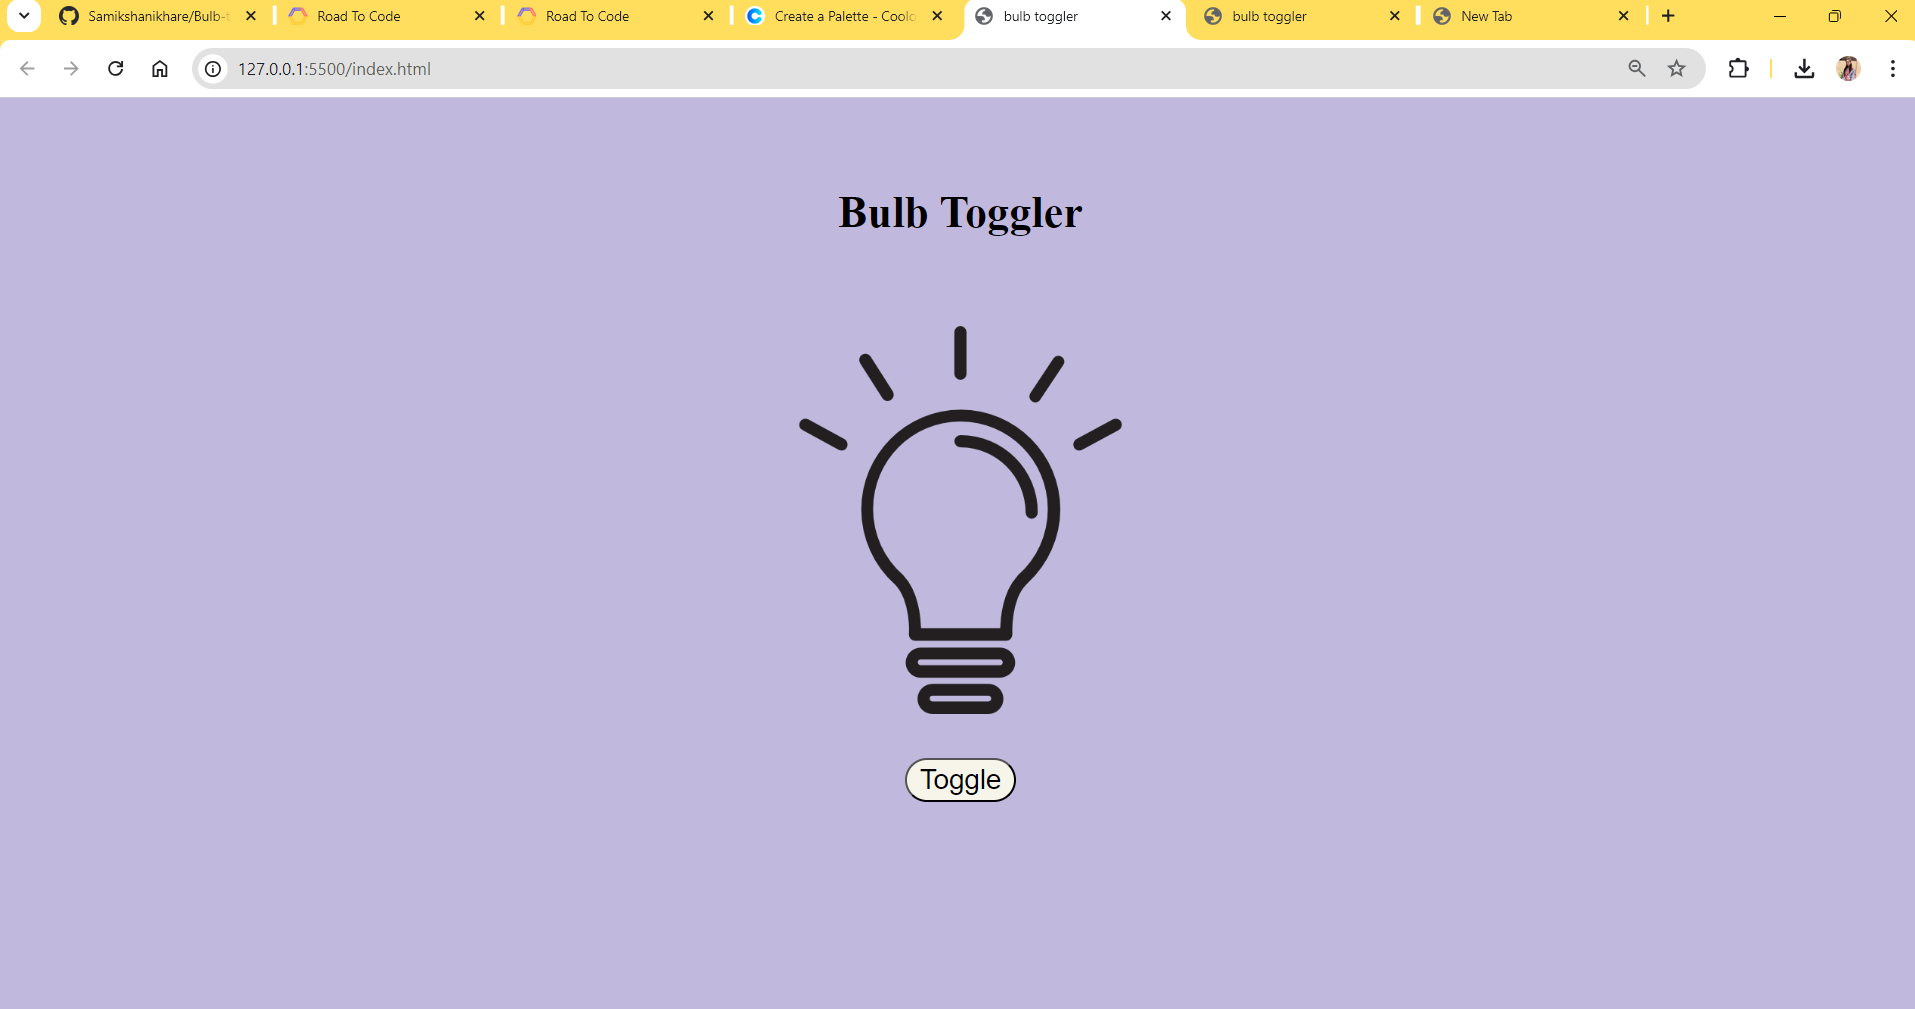 Samikshanikhare/Bulb-t
Road To Code
Road To Code
Create a Palette - Coolo
bulb toggler
bulb toggler
New Tab
127.0.0.1:5500/index.html
Bulb Toggler
Toggle